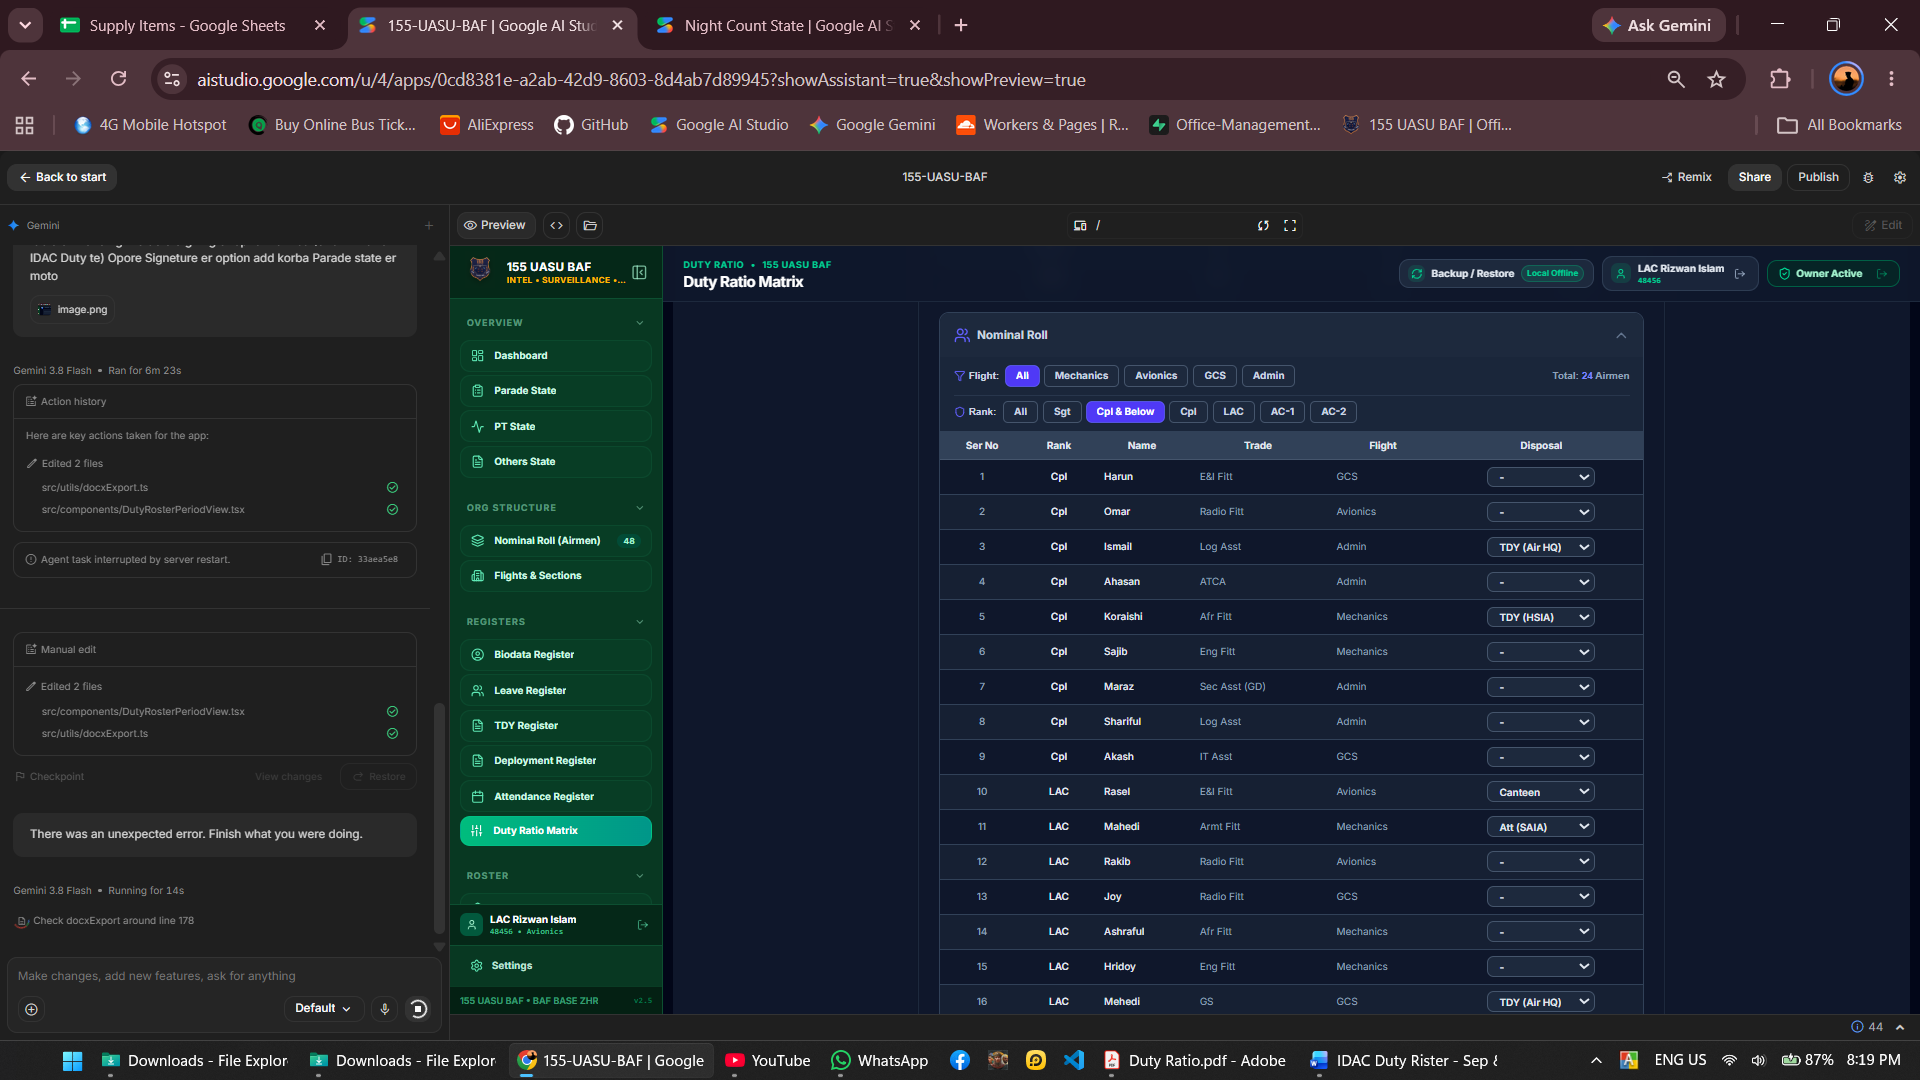 Supply Items - Google Sheets
155-UASU-BAF | Google AI Stu
Night Count State | Google AI S
Ask Gemini
aistudio.google.com/u/4/apps/0cd8381e-a2ab-42d9-8603-8d4ab7d89945?showAssistant=true&showPreview=true
4G Mobile Hotspot
Buy Online Bus Tick...
AliExpress
GitHub
Google AI Studio
Google Gemini
Workers & Pages | R...
Office-Management...
155 UASU BAF | Offi...
All Bookmarks
Back to start
155-UASU-BAF
Remix
Share
Publish
Gemini
IDAC Duty te) Opore Signeture er option add korba Parade state er
moto
image.png
Gemini 3.8 Flash • Ran for 6m 23s
Action history
Here are key actions taken for the app:
Edited 2 files
src/utils/docxExport.ts
src/components/DutyRosterPeriodView.tsx
Agent task interrupted by server restart.
ID: 33aea5e8
Manual edit
Edited 2 files
src/components/DutyRosterPeriodView.tsx
src/utils/docxExport.ts
Checkpoint
View changes
Restore
There was an unexpected error. Finish what you were doing.
Gemini 3.8 Flash • Running for 14s
Check docxExport around line 178
Make changes, add new features, ask for anything
Default
Preview
/
Edit
155 UASU BAF
INTEL • SURVEILLANCE •...
OVERVIEW
Dashboard
Parade State
PT State
Others State
ORG STRUCTURE
Nominal Roll (Airmen) 48
Flights & Sections
REGISTERS
Biodata Register
Leave Register
TDY Register
Deployment Register
Attendance Register
Duty Ratio Matrix
ROSTER
LAC Rizwan Islam
48456 • Avionics
Settings
155 UASU BAF • BAF BASE ZHR v2.5
DUTY RATIO • 155 UASU BAF
Duty Ratio Matrix
Backup / Restore Local Offline
LAC Rizwan Islam
48456
Owner Active
Nominal Roll
Flight: All Mechanics Avionics GCS Admin Total: 24 Airmen
Rank: All Sgt Cpl & Below Cpl LAC AC-1 AC-2
Ser No Rank Name Trade Flight Disposal
1 Cpl Harun E&I Fitt GCS -
2 Cpl Omar Radio Fitt Avionics -
3 Cpl Ismail Log Asst Admin TDY (Air HQ)
4 Cpl Ahasan ATCA Admin -
5 Cpl Koraishi Afr Fitt Mechanics TDY (HSIA)
6 Cpl Sajib Eng Fitt Mechanics -
7 Cpl Maraz Sec Asst (GD) Admin -
8 Cpl Shariful Log Asst Admin -
9 Cpl Akash IT Asst GCS -
10 LAC Rasel E&I Fitt Avionics Canteen
11 LAC Mahedi Armt Fitt Mechanics Att (SAIA)
12 LAC Rakib Radio Fitt Avionics -
13 LAC Joy Radio Fitt GCS -
14 LAC Ashraful Afr Fitt Mechanics -
15 LAC Hridoy Eng Fitt Mechanics -
16 LAC Mehedi GS GCS TDY (Air HQ)
44
Downloads - File Explor
Downloads - File Explor
155-UASU-BAF | Google
YouTube
WhatsApp
Duty Ratio.pdf - Adobe
IDAC Duty Rister - Sep &
ENG US
87%
8:19 PM